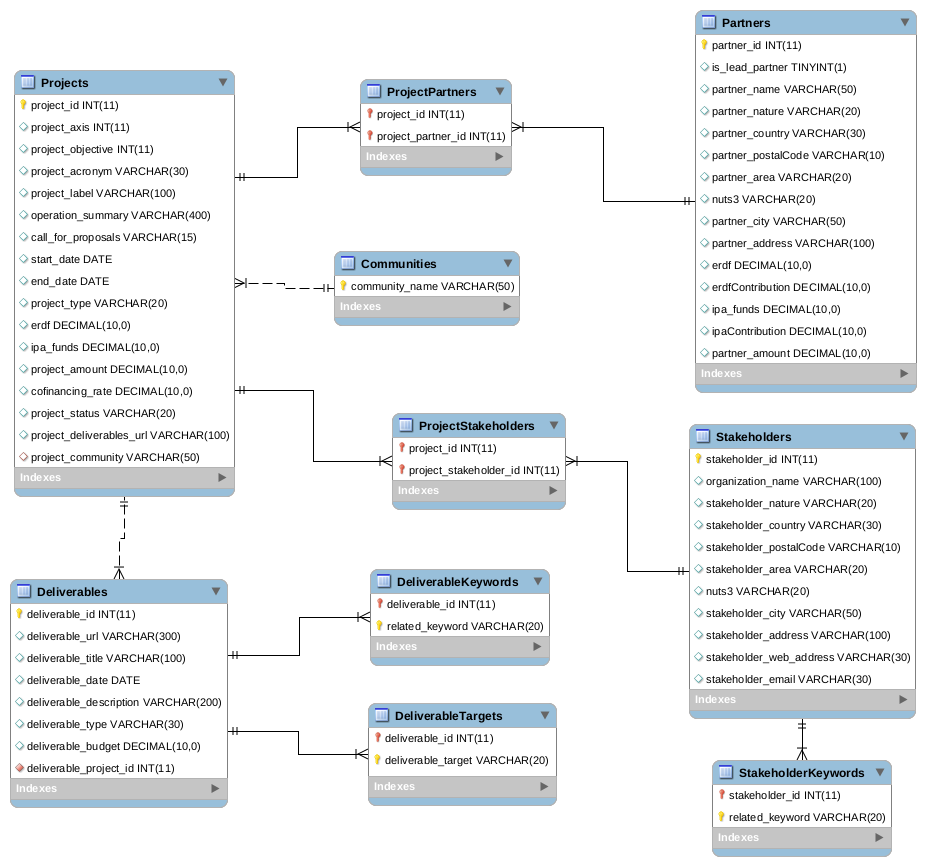 Projects
project_id INT(11)
project_axis INT(11)
project_objective INT(11)
project_acronym VARCHAR(30)
project_label VARCHAR(100)
operation_summary VARCHAR(400)
call_for_proposals VARCHAR(15)
start_date DATE
end_date DATE
project_type VARCHAR(20)
erdf DECIMAL(10,0)
ipa_funds DECIMAL(10,0)
project_amount DECIMAL(10,0)
cofinancing_rate DECIMAL(10,0)
project_status VARCHAR(20)
project_deliverables_url VARCHAR(100)
project_community VARCHAR(50)
Indexes
ProjectPartners
project_id INT(11)
project_partner_id INT(11)
Indexes
Partners
partner_id INT(11)
is_lead_partner TINYINT(1)
partner_name VARCHAR(50)
partner_nature VARCHAR(20)
partner_country VARCHAR(30)
partner_postalCode VARCHAR(10)
partner_area VARCHAR(20)
nuts3 VARCHAR(20)
partner_city VARCHAR(50)
partner_address VARCHAR(100)
erdf DECIMAL(10,0)
erdfContribution DECIMAL(10,0)
ipa_funds DECIMAL(10,0)
ipaContribution DECIMAL(10,0)
partner_amount DECIMAL(10,0)
Indexes
Communities
community_name VARCHAR(50)
Indexes
ProjectStakeholders
project_id INT(11)
project_stakeholder_id INT(11)
Indexes
Stakeholders
stakeholder_id INT(11)
organization_name VARCHAR(100)
stakeholder_nature VARCHAR(20)
stakeholder_country VARCHAR(30)
stakeholder_postalCode VARCHAR(10)
stakeholder_area VARCHAR(20)
nuts3 VARCHAR(20)
stakeholder_city VARCHAR(50)
stakeholder_address VARCHAR(100)
stakeholder_web_address VARCHAR(30)
stakeholder_email VARCHAR(30)
Indexes
Deliverables
deliverable_id INT(11)
deliverable_url VARCHAR(300)
deliverable_title VARCHAR(100)
deliverable_date DATE
deliverable_description VARCHAR(200)
deliverable_type VARCHAR(30)
deliverable_budget DECIMAL(10,0)
deliverable_project_id INT(11)
Indexes
DeliverableKeywords
deliverable_id INT(11)
related_keyword VARCHAR(20)
Indexes
DeliverableTargets
deliverable_id INT(11)
deliverable_target VARCHAR(20)
Indexes
StakeholderKeywords
stakeholder_id INT(11)
related_keyword VARCHAR(20)
Indexes